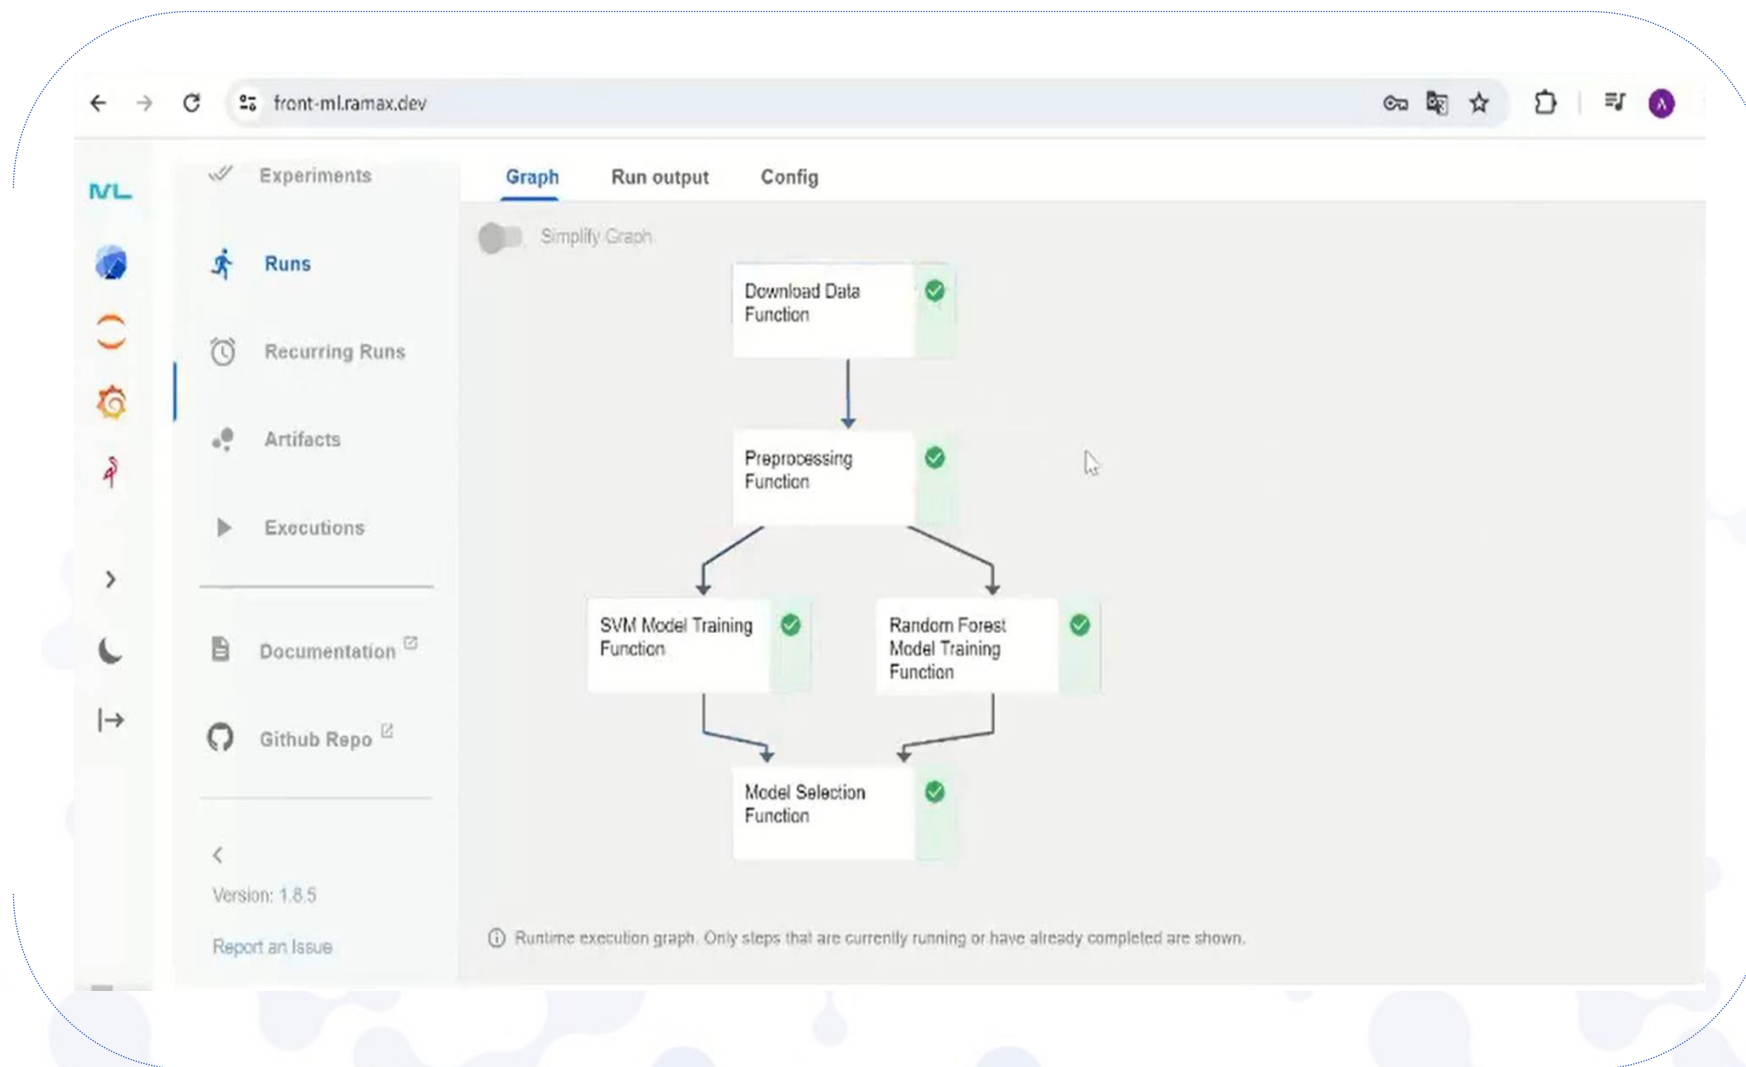 front-ml.ramax.dev
ML
Experiments
Runs
Recurring Runs
Artifacts
Executions
Documentation
Github Repo
Version: 1.8.5
Report an Issue
Graph
Run output
Config
Simplify Graph
Download Data
Function
Preprocessing
Function
SVM Model Training
Function
Random Forest
Model Training
Function
Model Selection
Function
Runtime execution graph. Only steps that are currently running or have already completed are shown.